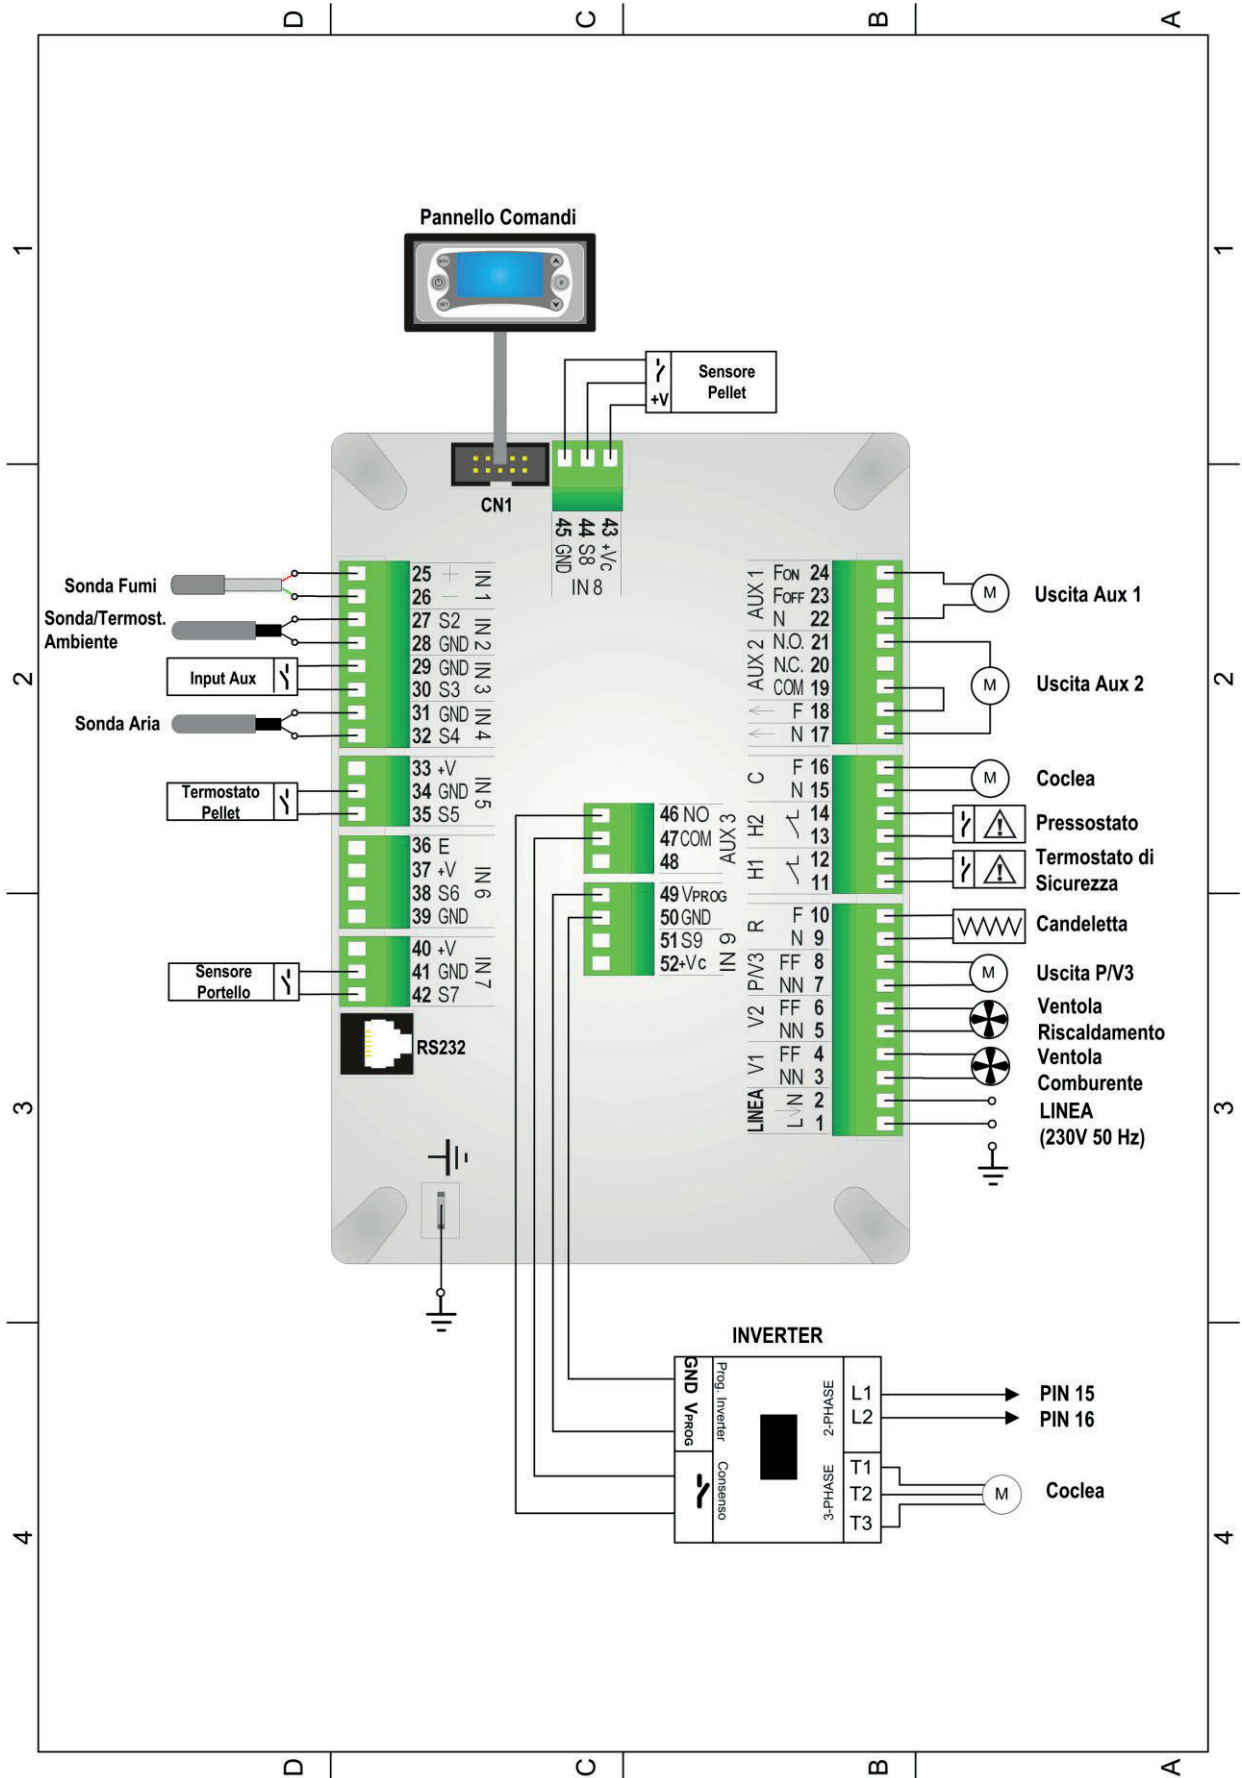 D
C
B
A
1
1
Pannello Comandi
Sensore
Pellet
+V
CN1
45 GND
44 S8
43 +Vc
IN 8
Sonda Fumi
Sonda/Termost.
Ambiente
Input Aux
Sonda Aria
Termostato
Pellet
Sensore
Portello
25 +
26 –
IN 1
27 S2
28 GND
IN 2
29 GND
30 S3
IN 3
31 GND
32 S4
IN 4
33 +V
34 GND
35 S5
IN 5
36 E
37 +V
38 S6
39 GND
IN 6
40 +V
41 GND
42 S7
IN 7
RS232
46 NO
47 COM
48
AUX 3
49 VPROG
50 GND
51 S9
52 +Vc
IN 9
AUX 1
FON 24
FOFF 23
N 22
AUX 2
N.O. 21
N.C. 20
COM 19
← F 18
← N 17
C
F 16
N 15
H2
14
13
H1
12
11
R
F 10
N 9
P/V3
FF 8
NN 7
V2
FF 6
NN 5
V1
FF 4
NN 3
LINEA
N 2
L 1
M
Uscita Aux 1
M
Uscita Aux 2
M
Coclea
Pressostato
Termostato di
Sicurezza
Candeletta
M
Uscita P/V3
Ventola
Riscaldamento
Ventola
Comburente
LINEA
(230V 50 Hz)
2
2
3
3
INVERTER
GND VPROG
Prog. Inverter
Consenso
2-PHASE
3-PHASE
L1
L2
T1
T2
T3
PIN 15
PIN 16
M
Coclea
4
4
D
C
B
A